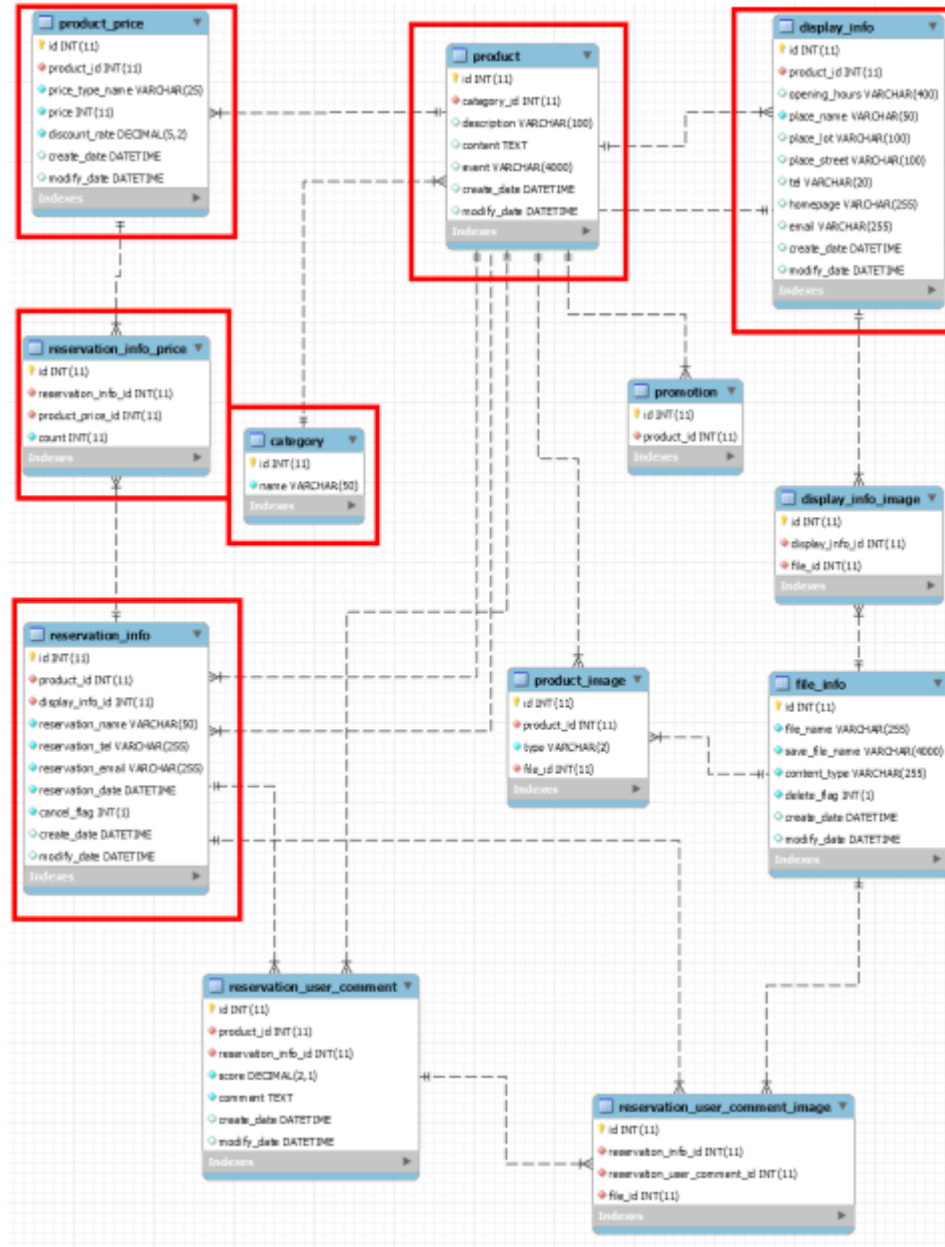 product_price
id INT(11)
product_id INT(11)
price_type_name VARCHAR(25)
price INT(11)
discount_rate DECIMAL(5,2)
create_date DATETIME
modify_date DATETIME
Indexes
product
id INT(11)
category_id INT(11)
description VARCHAR(100)
content TEXT
event VARCHAR(4000)
create_date DATETIME
modify_date DATETIME
Indexes
display_info
id INT(11)
product_id INT(11)
opening_hours VARCHAR(400)
place_name VARCHAR(50)
place_lot VARCHAR(100)
place_street VARCHAR(100)
tel VARCHAR(20)
homepage VARCHAR(255)
email VARCHAR(255)
create_date DATETIME
modify_date DATETIME
Indexes
reservation_info_price
id INT(11)
reservation_info_id INT(11)
product_price_id INT(11)
count INT(11)
Indexes
category
id INT(11)
name VARCHAR(50)
Indexes
promotion
id INT(11)
product_id INT(11)
Indexes
display_info_image
id INT(11)
display_info_id INT(11)
file_id INT(11)
Indexes
reservation_info
id INT(11)
product_id INT(11)
display_info_id INT(11)
reservation_name VARCHAR(50)
reservation_tel VARCHAR(255)
reservation_email VARCHAR(255)
reservation_date DATETIME
cancel_flag INT(1)
create_date DATETIME
modify_date DATETIME
Indexes
product_image
id INT(11)
product_id INT(11)
type VARCHAR(2)
file_id INT(11)
Indexes
file_info
id INT(11)
file_name VARCHAR(255)
save_file_name VARCHAR(4000)
content_type VARCHAR(255)
delete_flag INT(1)
create_date DATETIME
modify_date DATETIME
Indexes
reservation_user_comment
id INT(11)
product_id INT(11)
reservation_info_id INT(11)
score DECIMAL(2,1)
comment TEXT
create_date DATETIME
modify_date DATETIME
Indexes
reservation_user_comment_image
id INT(11)
reservation_info_id INT(11)
reservation_user_comment_id INT(11)
file_id INT(11)
Indexes